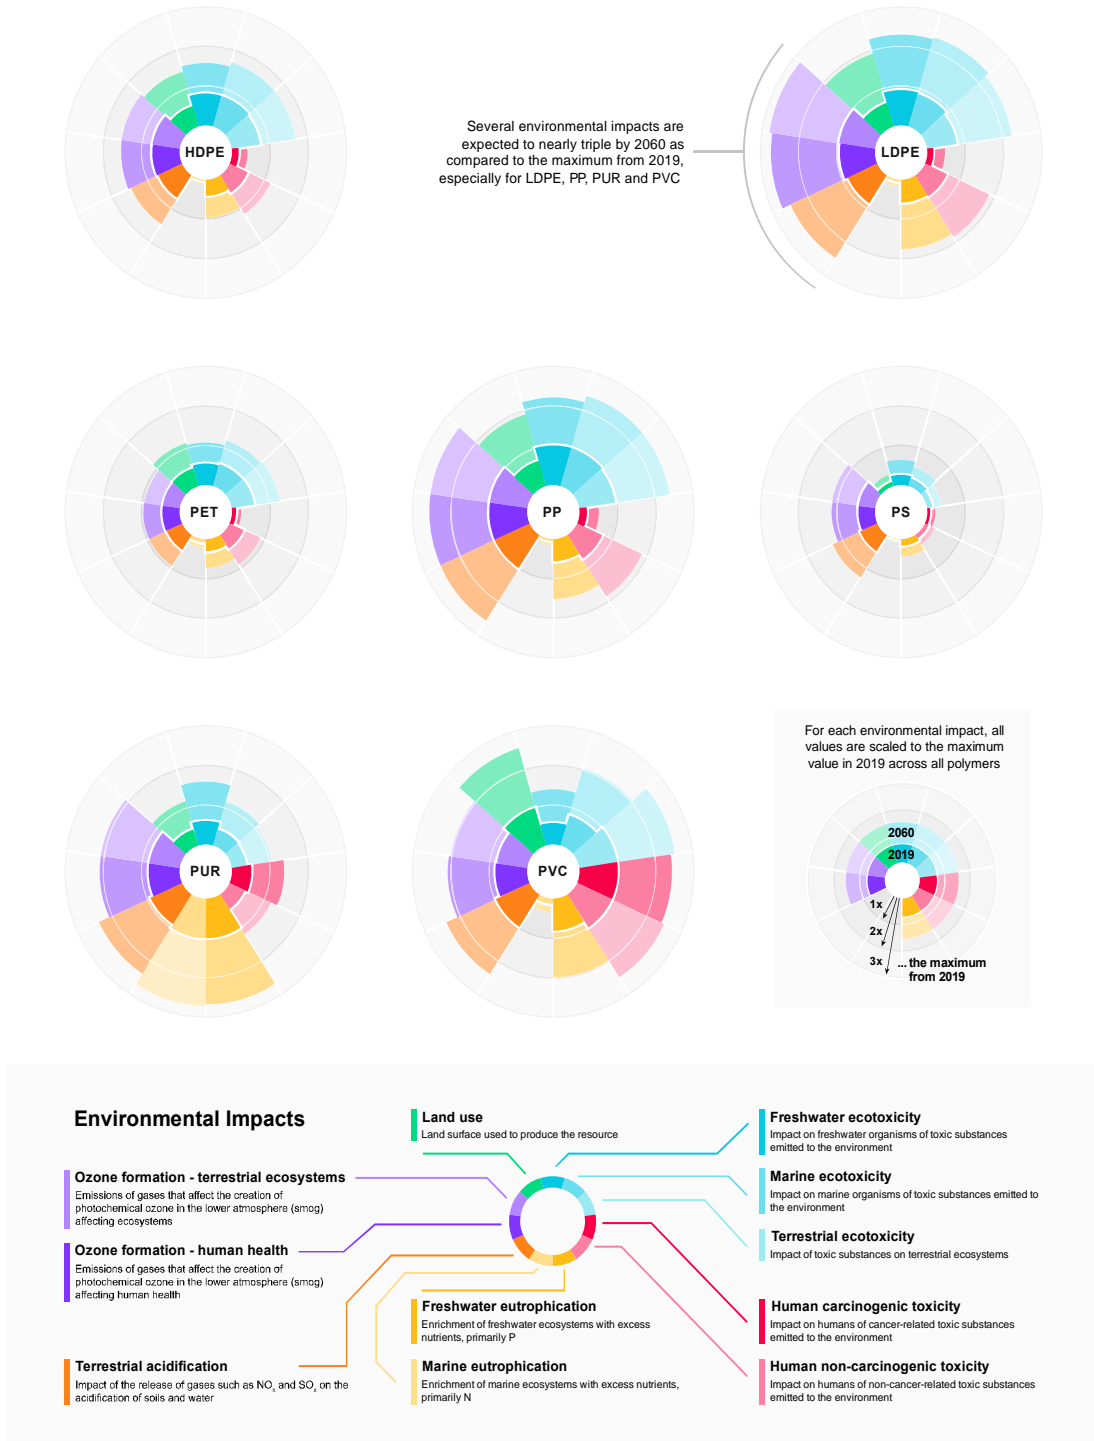 HDPE
Several environmental impacts are
expected to nearly triple by 2060 as
compared to the maximum from 2019,
especially for LDPE, PP, PUR and PVC
LDPE
PET
PP
PS
PUR
PVC
For each environmental impact, all
values are scaled to the maximum
value in 2019 across all polymers
2060
2019
1x
2x
3x
... the maximum
from 2019
Environmental Impacts
Land use
Land surface used to produce the resource
Freshwater ecotoxicity
Impact on freshwater organisms of toxic substances
emitted to the environment
Ozone formation - terrestrial ecosystems
Emissions of gases that affect the creation of
photochemical ozone in the lower atmosphere (smog)
affecting ecosystems
Marine ecotoxicity
Impact on marine organisms of toxic substances emitted to
the environment
Ozone formation - human health
Emissions of gases that affect the creation of
photochemical ozone in the lower atmosphere (smog)
affecting human health
Terrestrial ecotoxicity
Impact of toxic substances on terrestrial ecosystems
Freshwater eutrophication
Enrichment of freshwater ecosystems with excess
nutrients, primarily P
Human carcinogenic toxicity
Impact on humans of cancer-related toxic substances
emitted to the environment
Terrestrial acidification
Impact of the release of gases such as NOx and SOx on the
acidification of soils and water
Marine eutrophication
Enrichment of marine ecosystems with excess nutrients,
primarily N
Human non-carcinogenic toxicity
Impact on humans of non-cancer-related toxic substances
emitted to the environment